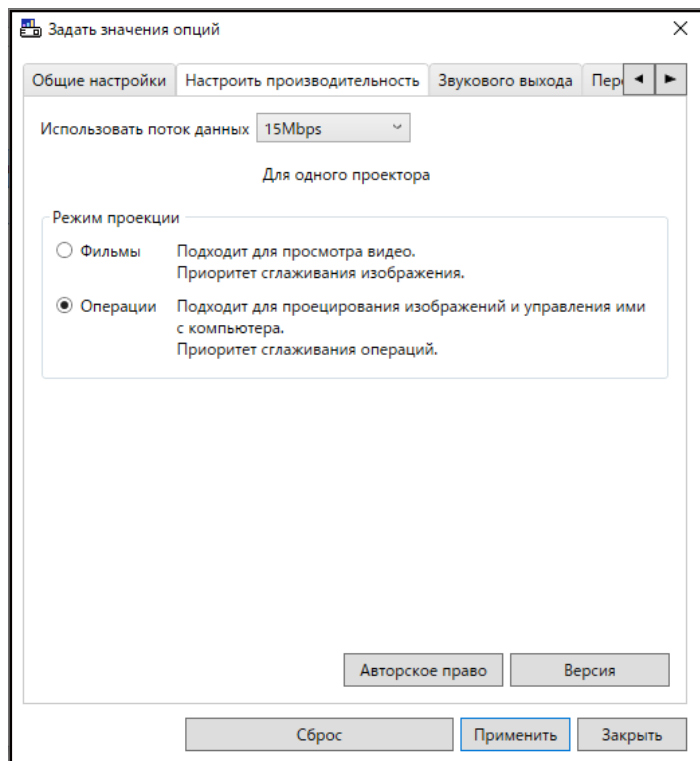 Задать значения опций
Общие настройки Настроить производительность Звукового выхода Пер
Использовать поток данных 15Mbps
Для одного проектора
Режим проекции
Фильмы Подходит для просмотра видео.
Приоритет сглаживания изображения.
Операции Подходит для проецирования изображений и управления ими
с компьютера.
Приоритет сглаживания операций.
Авторское право Версия
Сброс Применить Закрыть